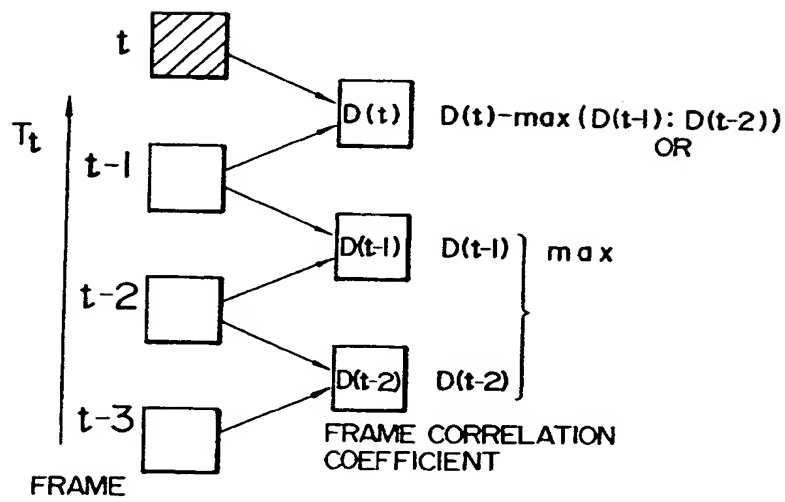 t
D(t) D(t)-max(D(t-1): D(t-2))
OR
Tt
t-1
D(t-1) D(t-1) max
t-2
D(t-2) D(t-2)
t-3
FRAME CORRELATION
COEFFICIENT
FRAME